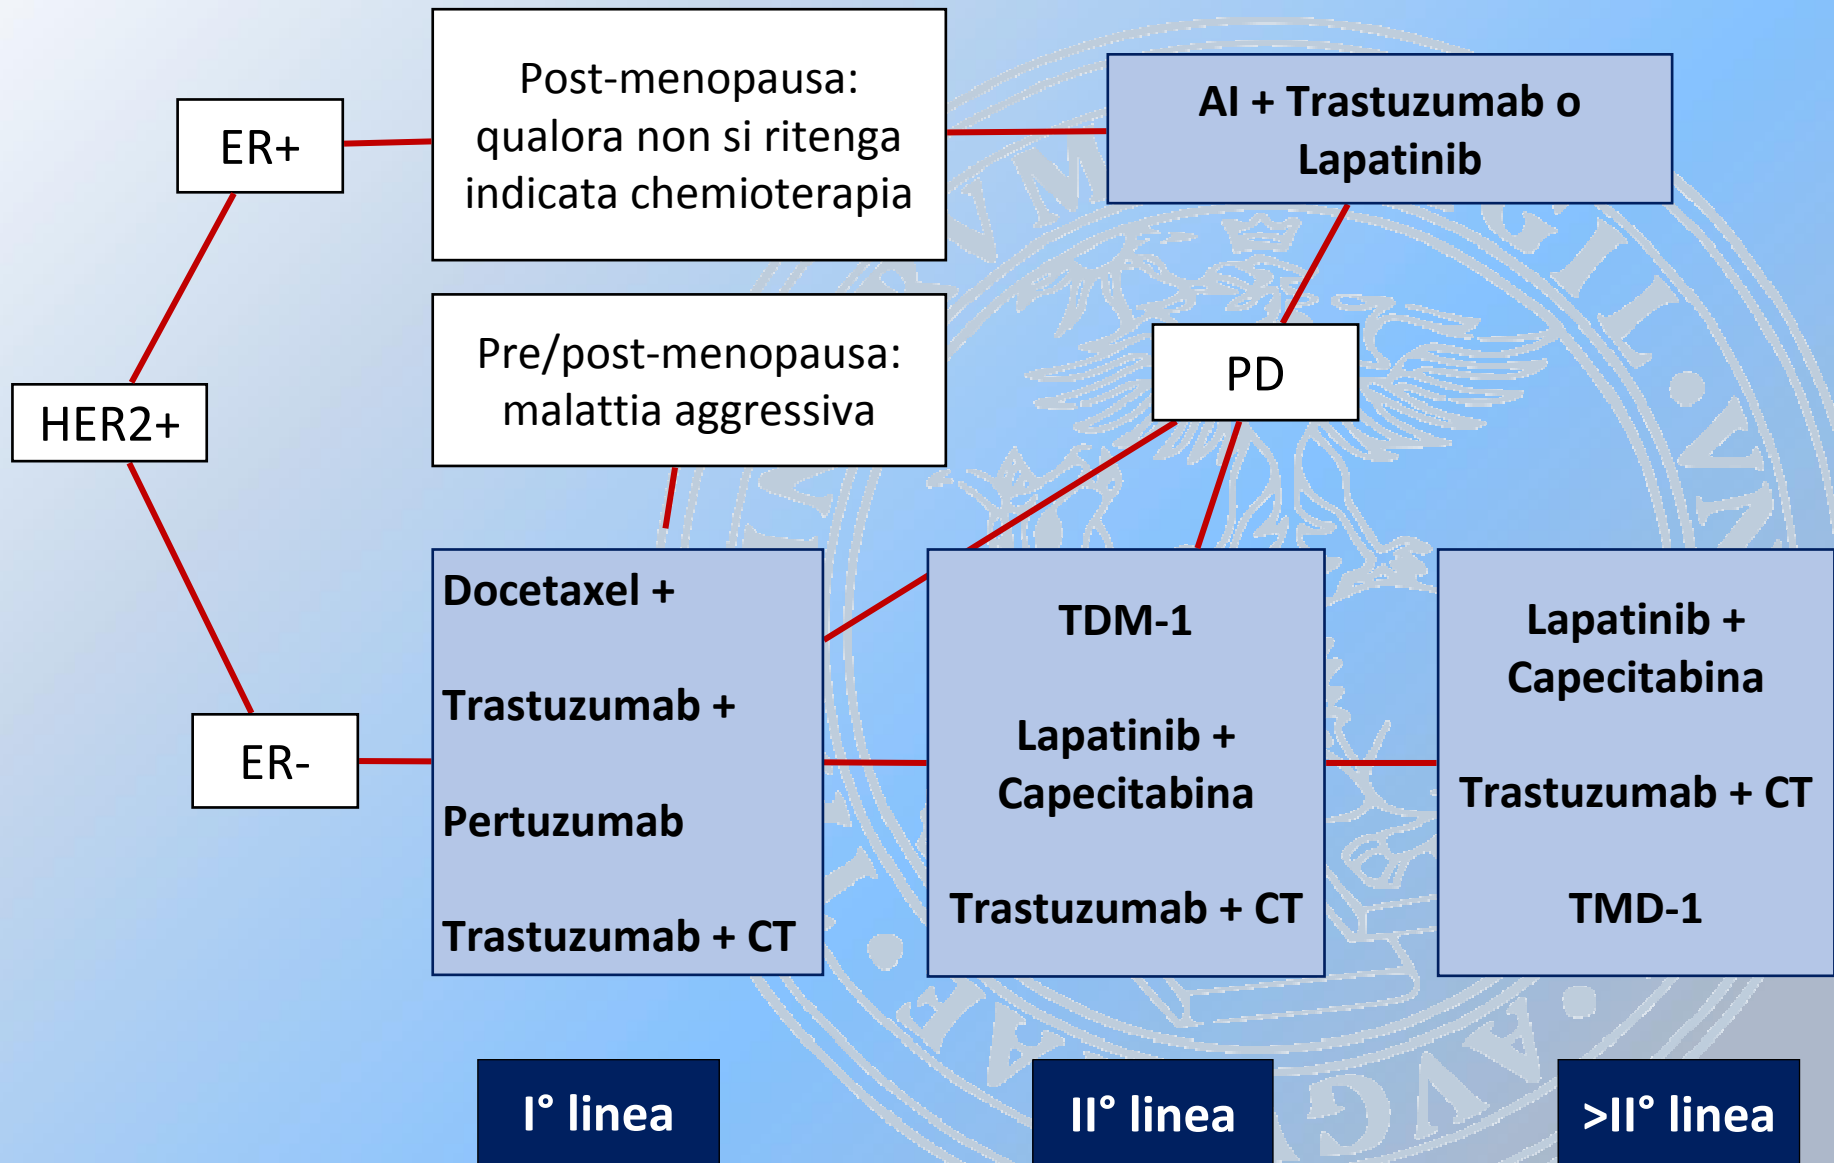 Post-menopausa:
qualora non si ritenga
indicata chemioterapia
AI + Trastuzumab o
Lapatinib
ER+
Pre/post-menopausa:
malattia aggressiva
PD
HER2+
ER-
Docetaxel +
Trastuzumab +
Pertuzumab
Trastuzumab + CT
TDM-1
Lapatinib +
Capecitabina
Trastuzumab + CT
Lapatinib +
Capecitabina
Trastuzumab + CT
TMD-1
I° linea
II° linea
>II° linea